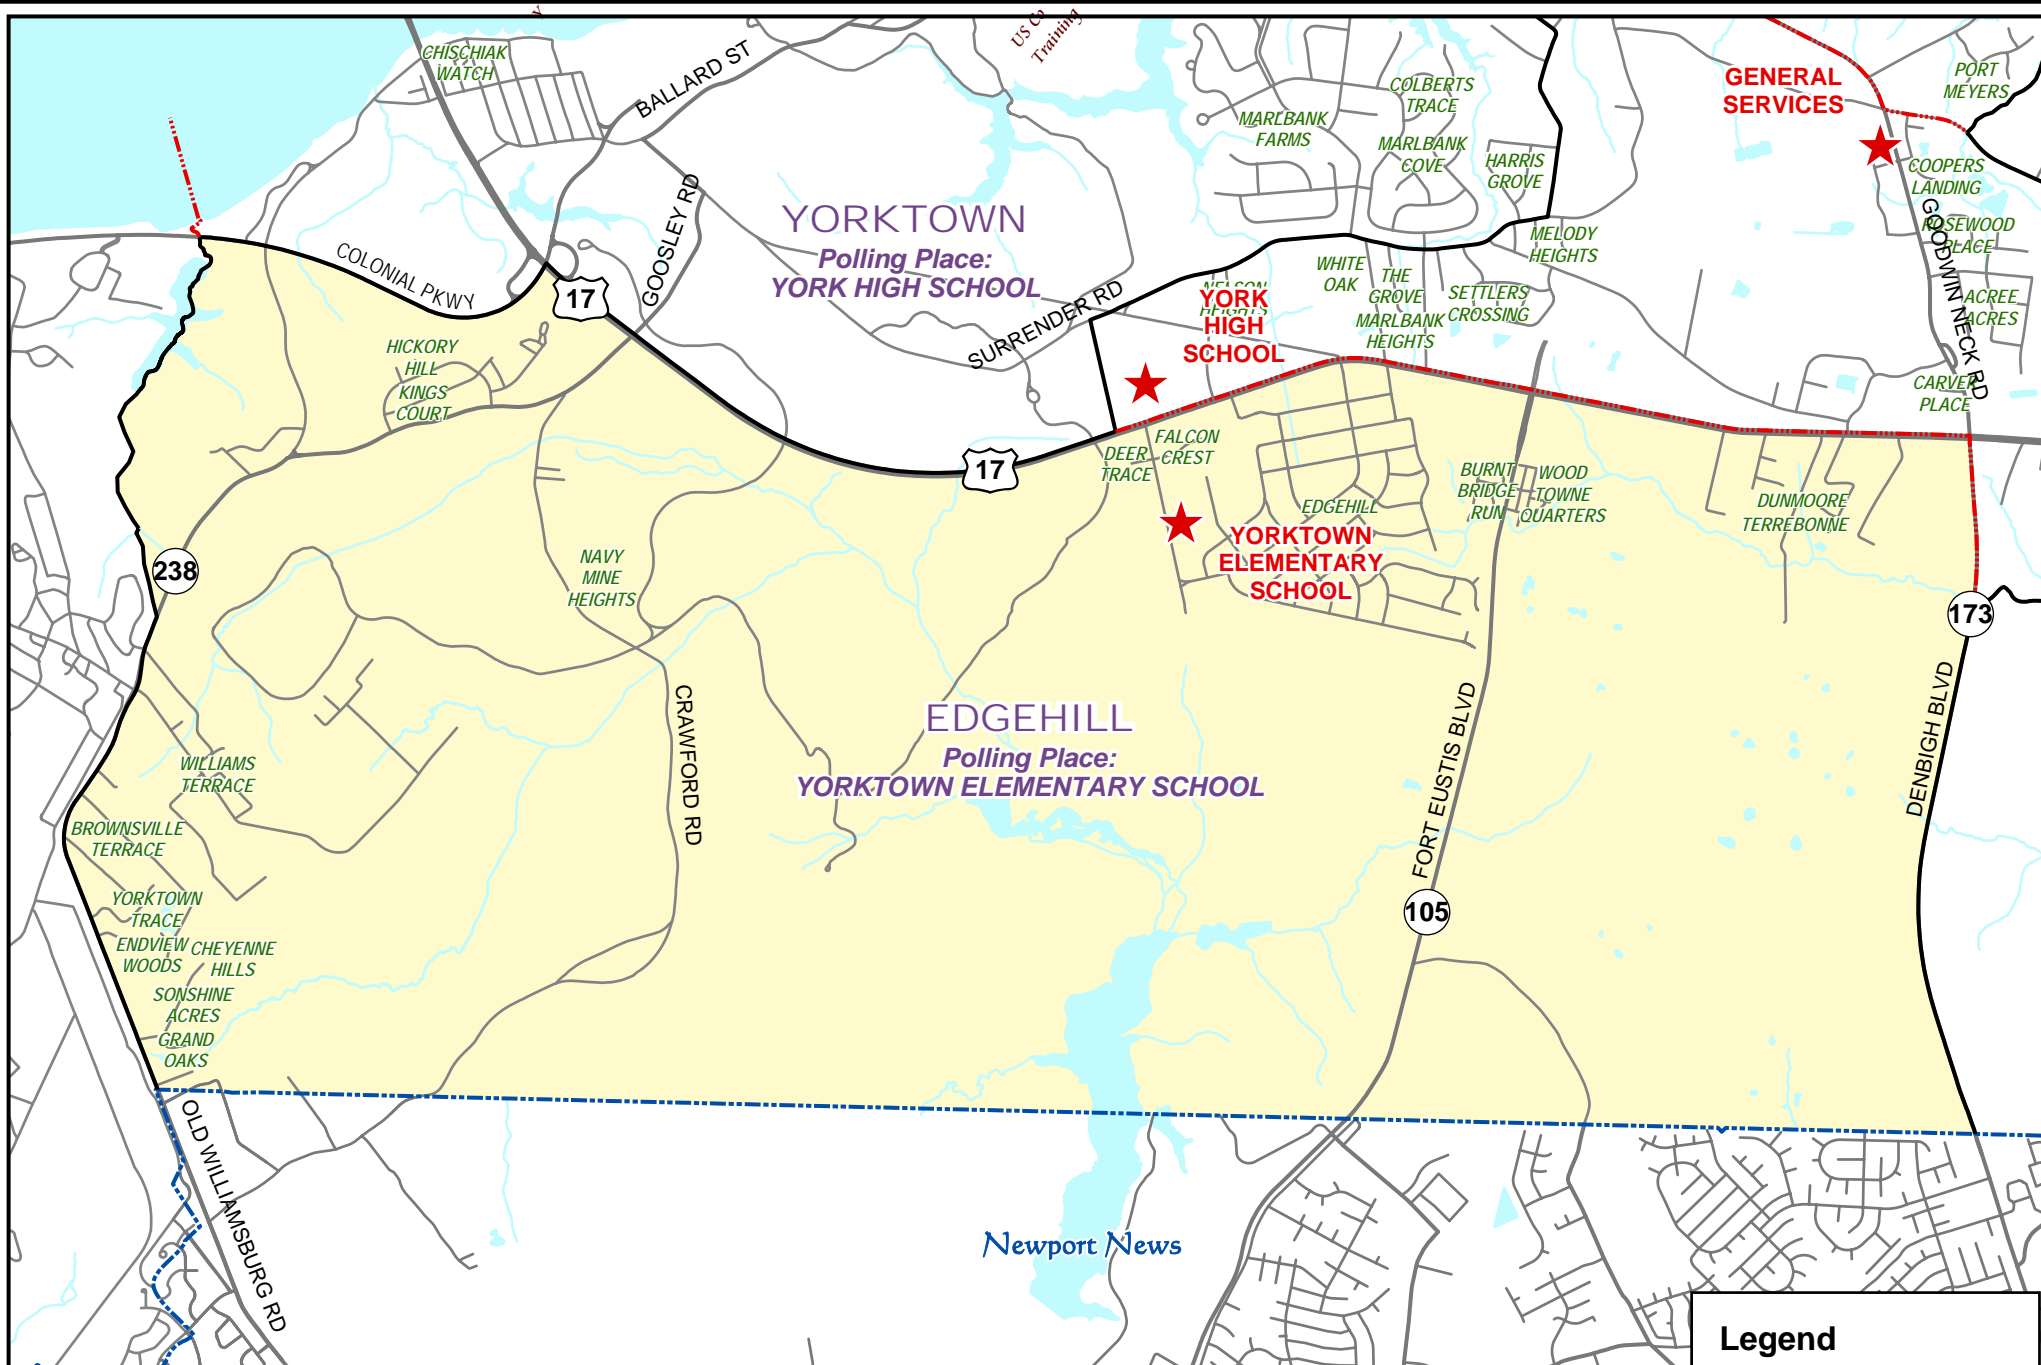 US Co
Training
CHISCHIAK
WATCH
BALLARD ST
COLBERTS
TRACE
MARLBANK
FARMS
MARLBANK
COVE
HARRIS
GROVE
GENERAL
SERVICES
PORT
MEYERS
COOPERS
LANDING
ROSEWOOD
PLACE
GOODWIN NECK RD
ACREE
ACRES
CARVER
PLACE
MELODY
HEIGHTS
YORKTOWN
Polling Place:
YORK HIGH SCHOOL
GOOSLEY RD
COLONIAL PKWY
17
SURRENDER RD
NELSON
HEIGHTS
YORK
HIGH
SCHOOL
WHITE
OAK
THE
GROVE
MARLBANK
HEIGHTS
SETTLERS
CROSSING
HICKORY
HILL
KINGS
COURT
17
DEER
TRACE
FALCON
CREST
EDGEHILL
YORKTOWN
ELEMENTARY
SCHOOL
BURNT
BRIDGE
RUN
WOOD
TOWNE
QUARTERS
DUNMOORE
TERREBONNE
238
NAVY
MINE
HEIGHTS
173
CRAWFORD RD
EDGEHILL
Polling Place:
YORKTOWN ELEMENTARY SCHOOL
FORT EUSTIS BLVD
DENBIGH BLVD
WILLIAMS
TERRACE
BROWNSVILLE
TERRACE
YORKTOWN
TRACE
ENDVIEW
WOODS
CHEYENNE
HILLS
SONSHINE
ACRES
GRAND
OAKS
105
OLD WILLIAMSBURG RD
Newport News
Legend